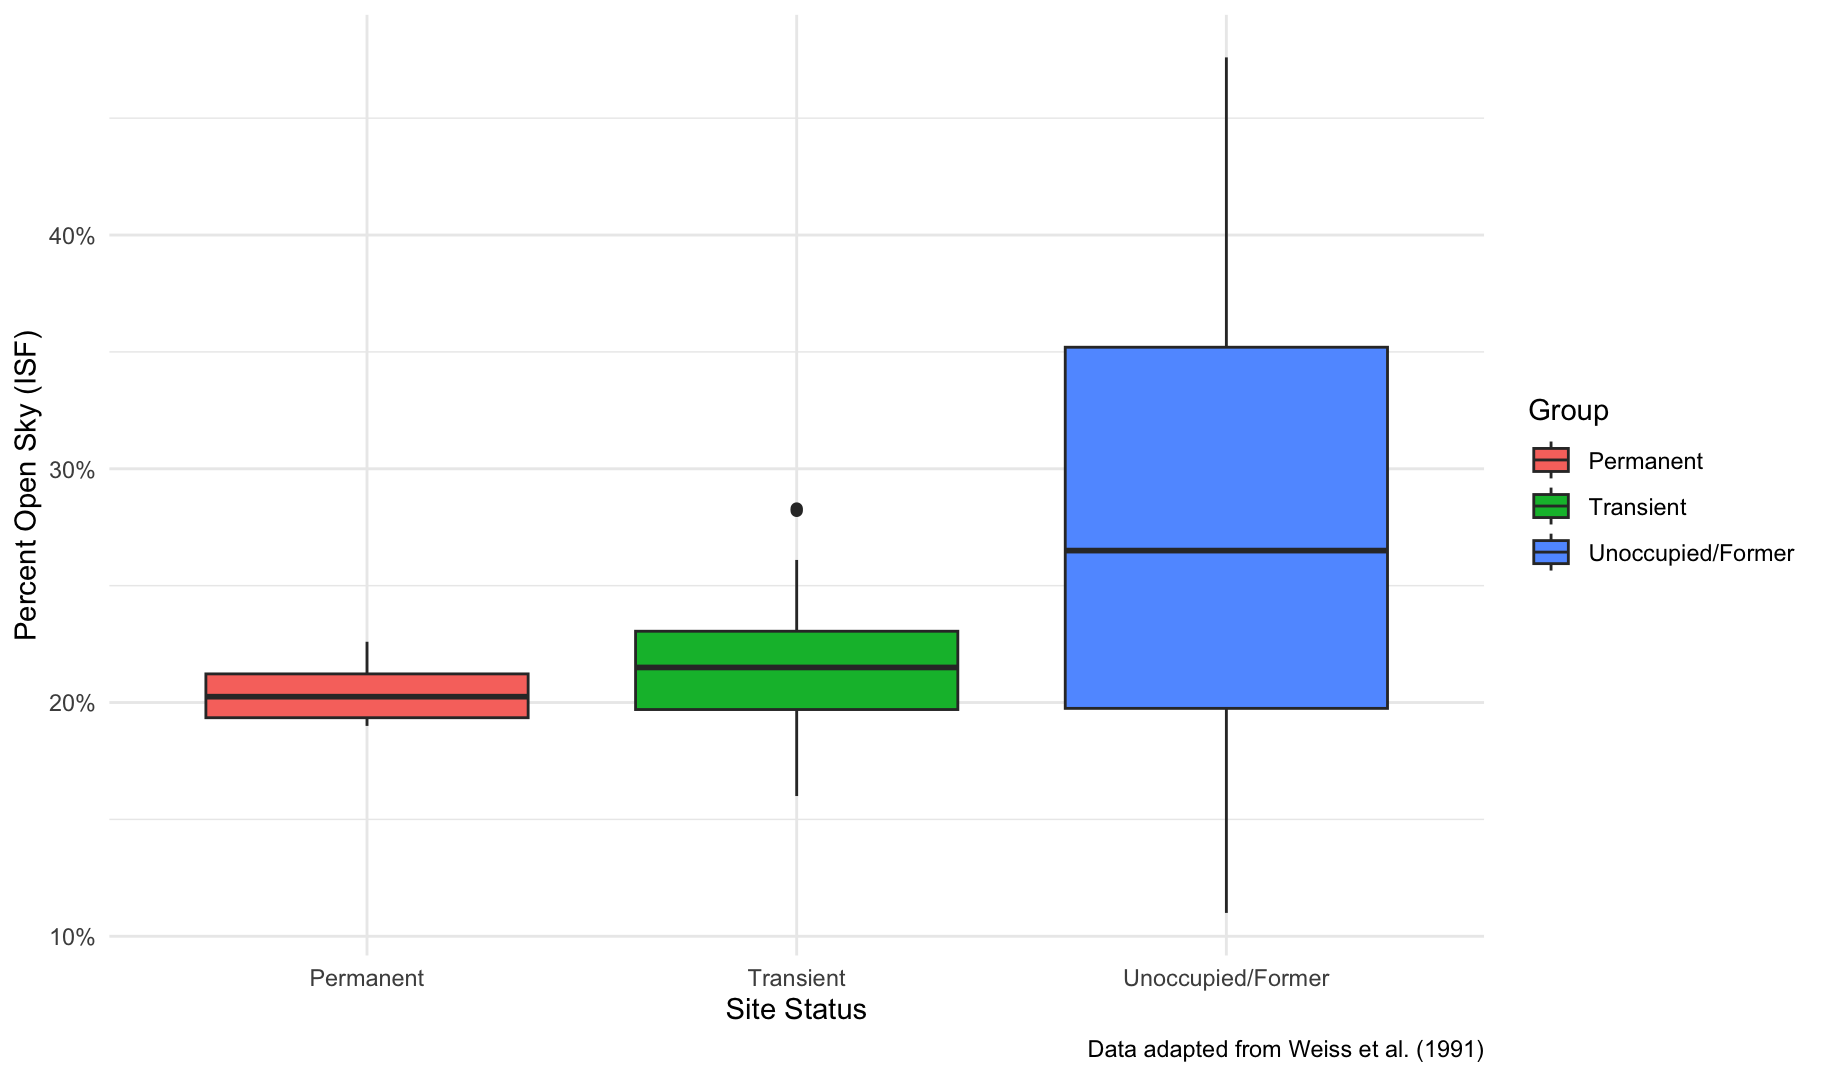 Percent Open Sky (ISF)
40%
30%
20%
10%
Permanent
Transient
Unoccupied/Former
Site Status
Group
Permanent
Transient
Unoccupied/Former
Data adapted from Weiss et al. (1991)